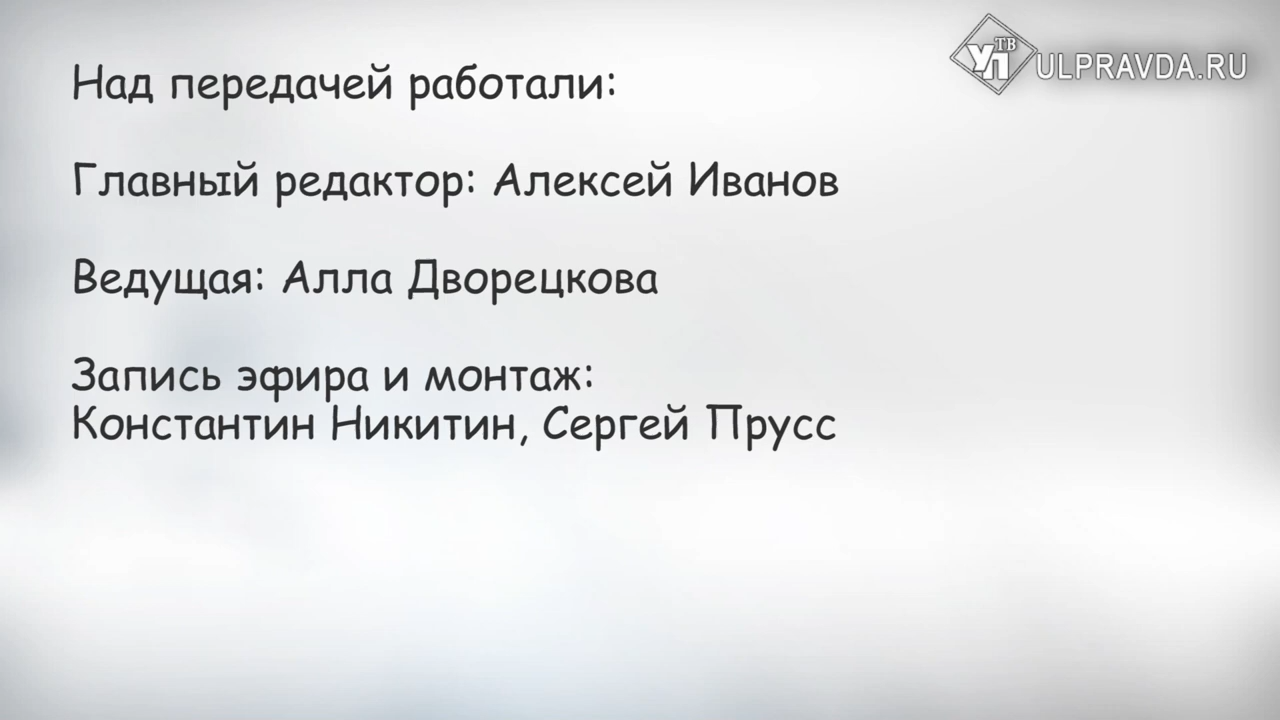 УП ТВ ULPRAVDA.RU
Над передачей работали:
Главный редактор: Алексей Иванов
Ведущая: Алла Дворецкова
Запись эфира и монтаж:
Константин Никитин, Сергей Прусс